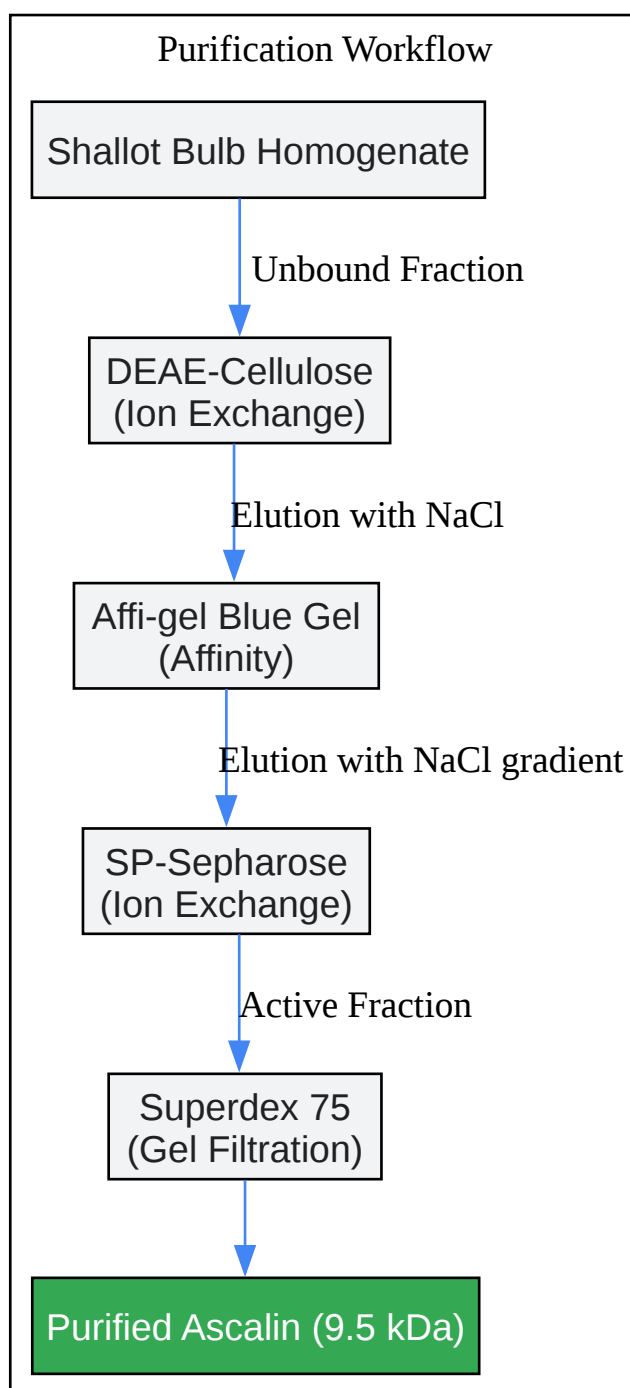 Purification Workflow
Shallot Bulb Homogenate
Unbound Fraction
DEAE-Cellulose
(Ion Exchange)
Elution with NaCl
Affi-gel Blue Gel
(Affinity)
Elution with NaCl gradient
SP-Sepharose
(Ion Exchange)
Active Fraction
Superdex 75
(Gel Filtration)
Purified Ascalin (9.5 kDa)